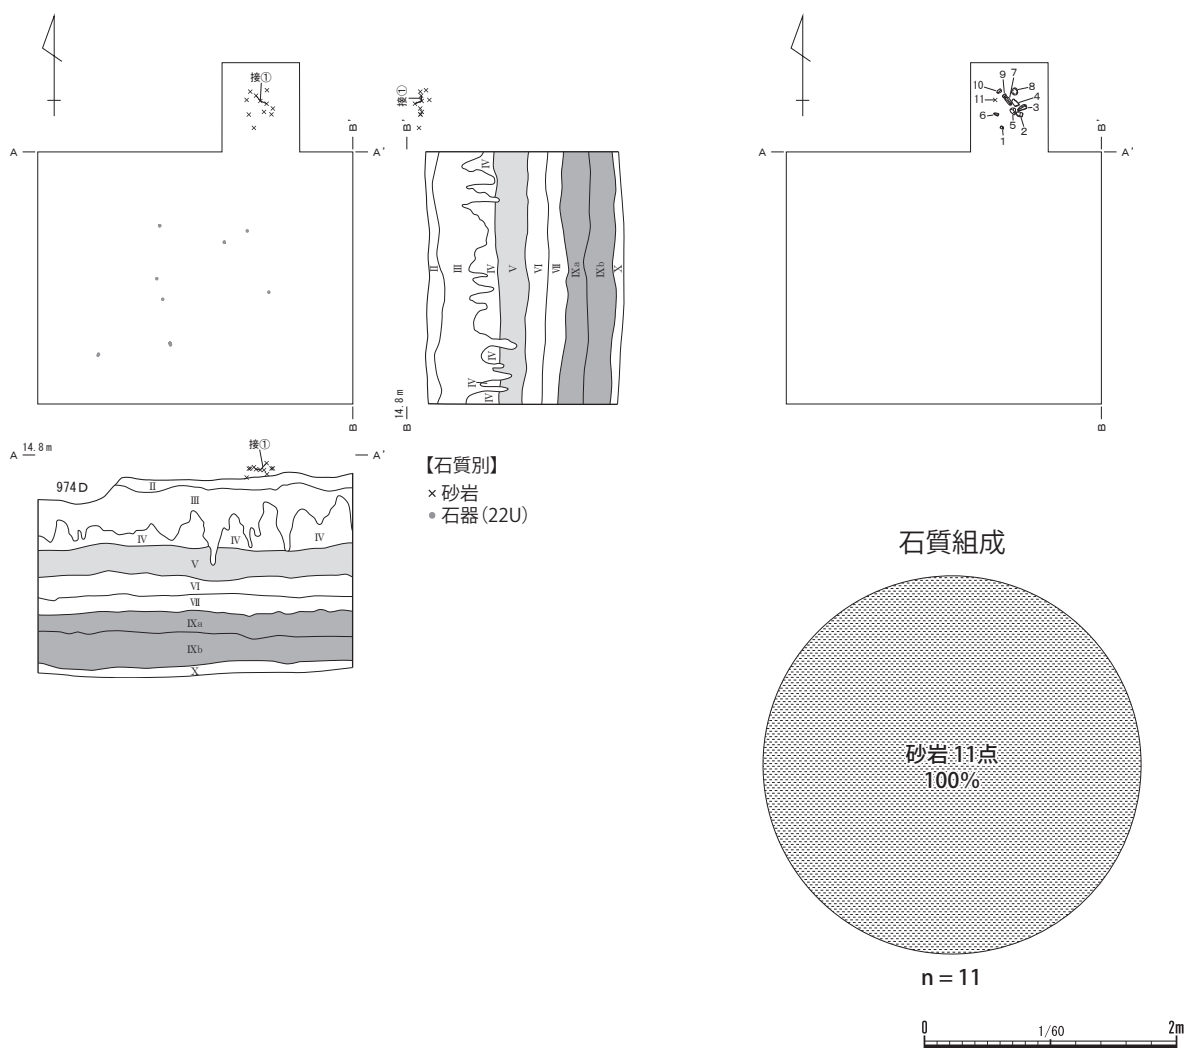 接①
A
A'
B'
B
接①
B'
14.8m
B
Ⅱ
Ⅲ
Ⅳ
Ⅳ
Ⅳ
Ⅳ
Ⅳ
Ⅴ
Ⅵ
Ⅶ
Ⅸa
Ⅸb
Ⅹ
9 7
10 8
11 4
3
6 5 2
1
A
A'
B'
B
A 14.8m
接①
A'
974D
Ⅱ
Ⅲ
Ⅳ Ⅳ Ⅳ
Ⅴ
Ⅵ
Ⅶ
Ⅸa
Ⅸb
Ⅹ
【石質別】
× 砂岩
石器(22U)
石質組成
砂岩 11点
100%
n = 11
0 1/60 2m